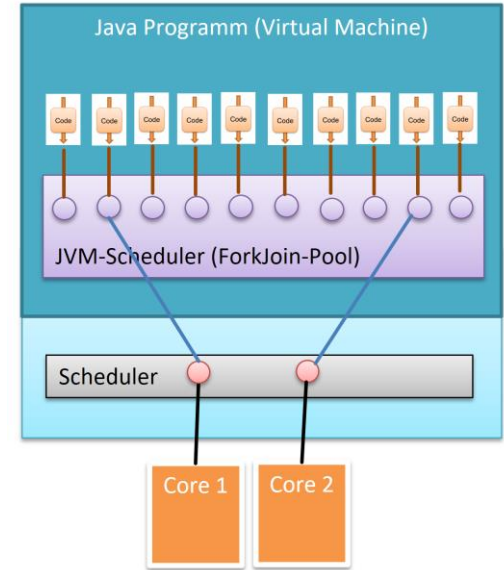 Java Programm (Virtual Machine)
Code Code Code Code Code Code Code Code Code Code
JVM-Scheduler (ForkJoin-Pool)
Scheduler
Core 1 Core 2